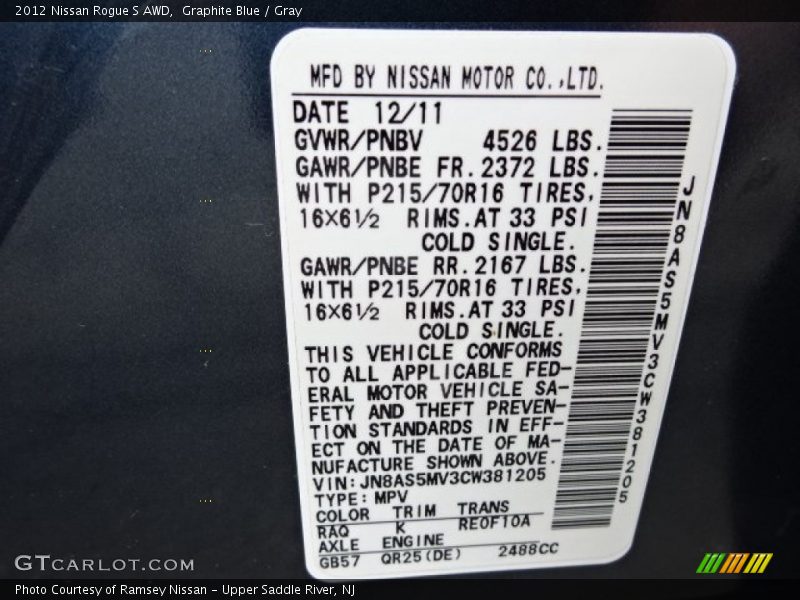 2012 Nissan Rogue S AWD,  Graphite Blue / Gray
MFD BY NISSAN MOTOR CO.,LTD.
DATE 12/11
GVWR/PNBV 4526 LBS.
GAWR/PNBE FR. 2372 LBS.
WITH P215/70R16 TIRES,
16X6½ RIMS. AT 33 PSI
COLD SINGLE.
GAWR/PNBE RR. 2167 LBS.
WITH P215/70R16 TIRES,
16X6½ RIMS. AT 33 PSI
COLD SINGLE.
THIS VEHICLE CONFORMS
TO ALL APPLICABLE FED-
ERAL MOTOR VEHICLE SA-
FETY AND THEFT PREVEN-
TION STANDARDS IN EFF-
ECT ON THE DATE OF MA-
NUFACTURE SHOWN ABOVE.
VIN: JN8AS5MV3CW381205
TYPE: MPV
COLOR TRIM TRANS
RAQ K RE0F10A
AXLE ENGINE
GB57 QR25(DE) 2488CC
JN8AS5MV3CW381205
GTCARLOT.COM
Photo Courtesy of Ramsey Nissan - Upper Saddle River, NJ